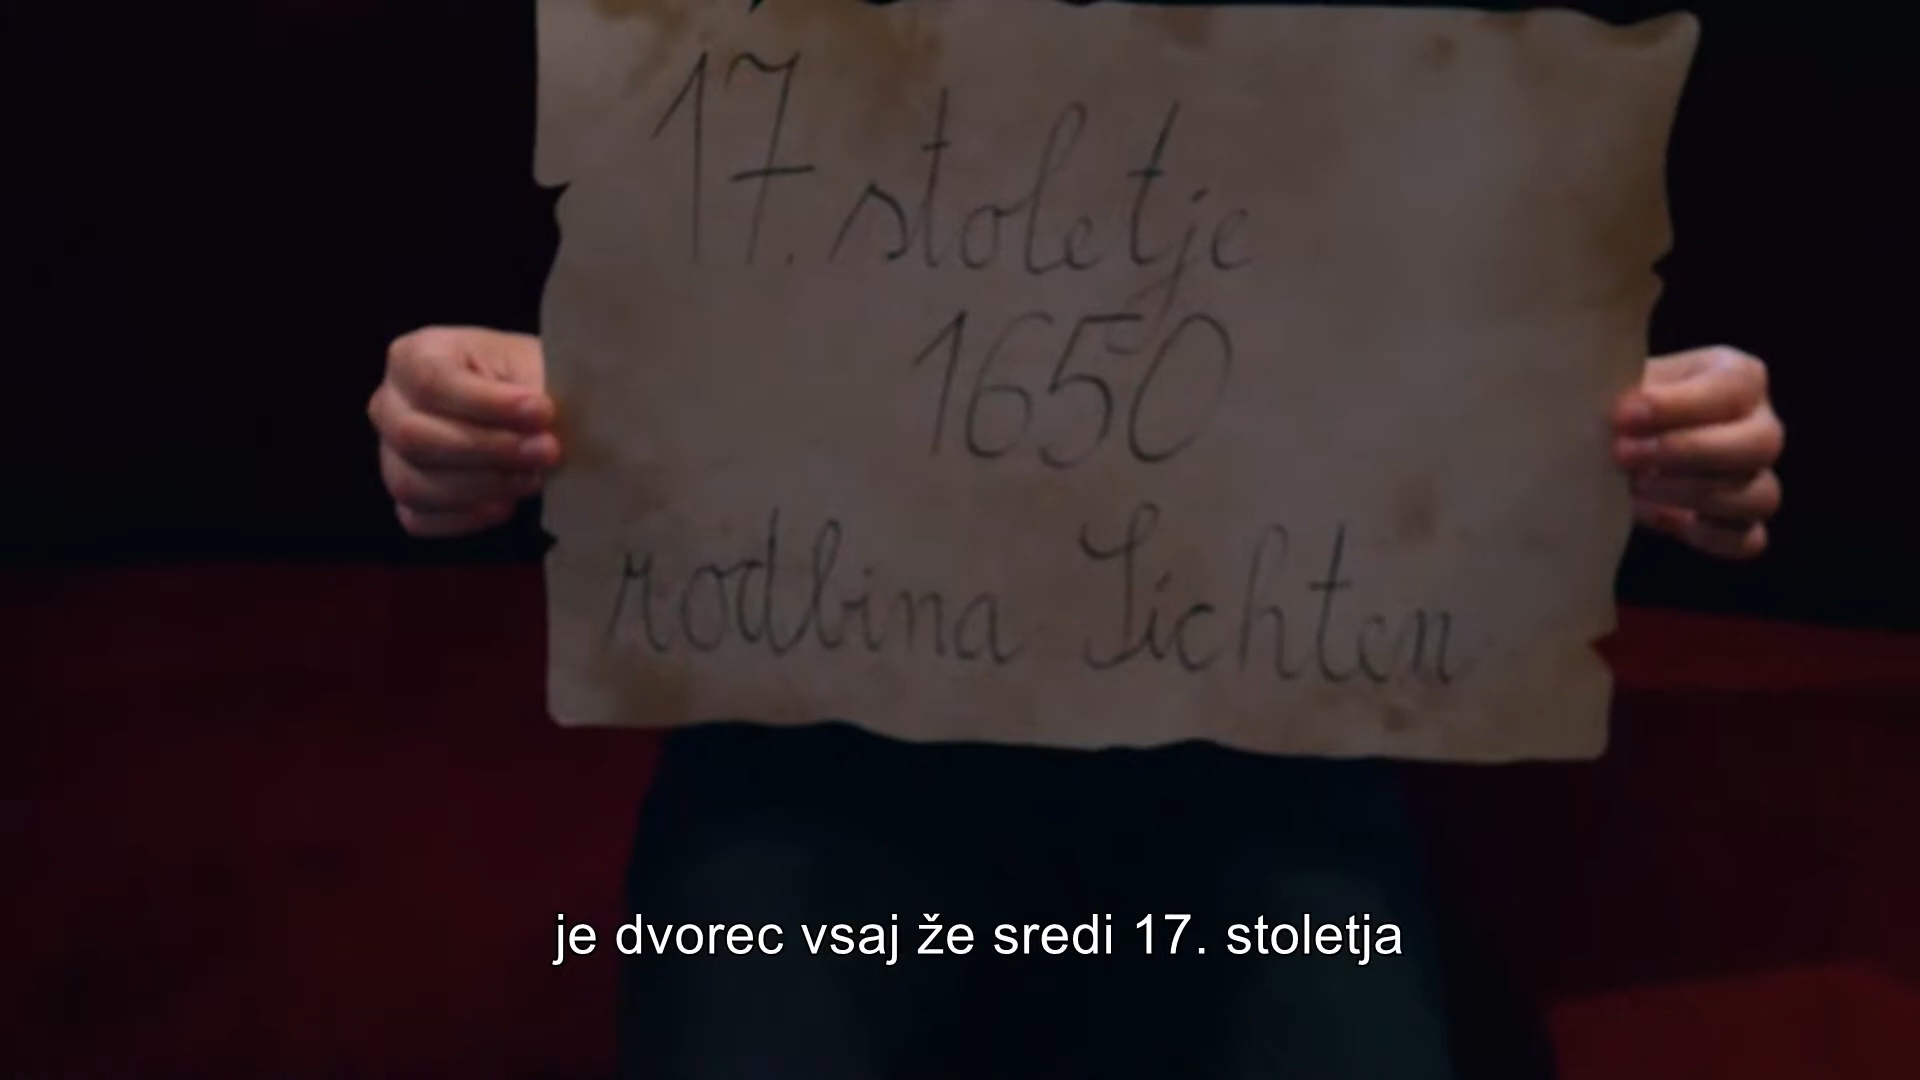 17. stoletje
1650
rodbina Lichten
je dvorec vsaj že sredi 17. stoletja